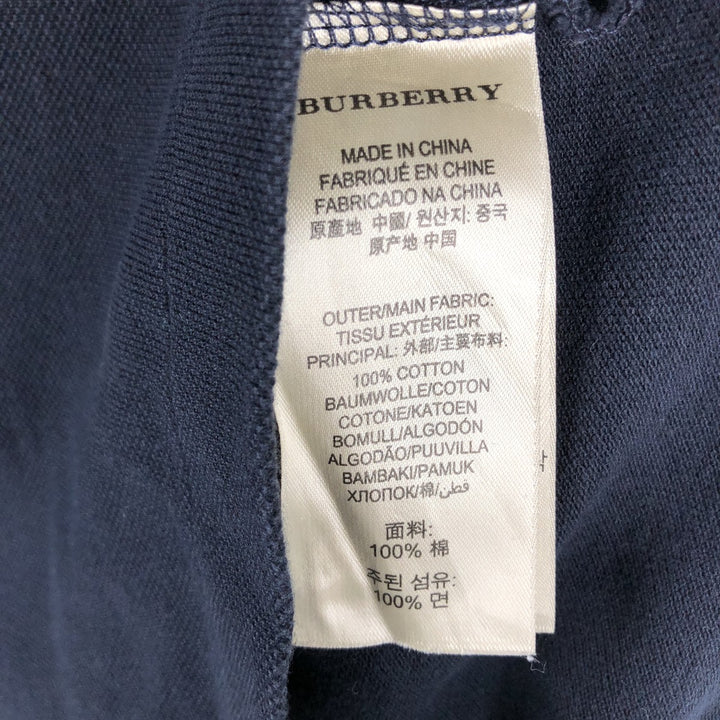 BURBERRY
MADE IN CHINA
FABRIQUÉ EN CHINE
FABRICADO NA CHINA
原產地 中國/ 원산지: 중국
原产地 中国
OUTER/MAIN FABRIC:
TISSU EXTÉRIEUR
PRINCIPAL: 外部/主要布料:
100% COTTON
BAUMWOLLE/COTON
COTONE/KATOEN
BOMULL/ALGODÓN
ALGODÃO/PUUVILLA
BAMBAKI/PAMUK
ХЛОПОК/棉/قطن
面料:
100% 棉
주된 섬유:
100% 면